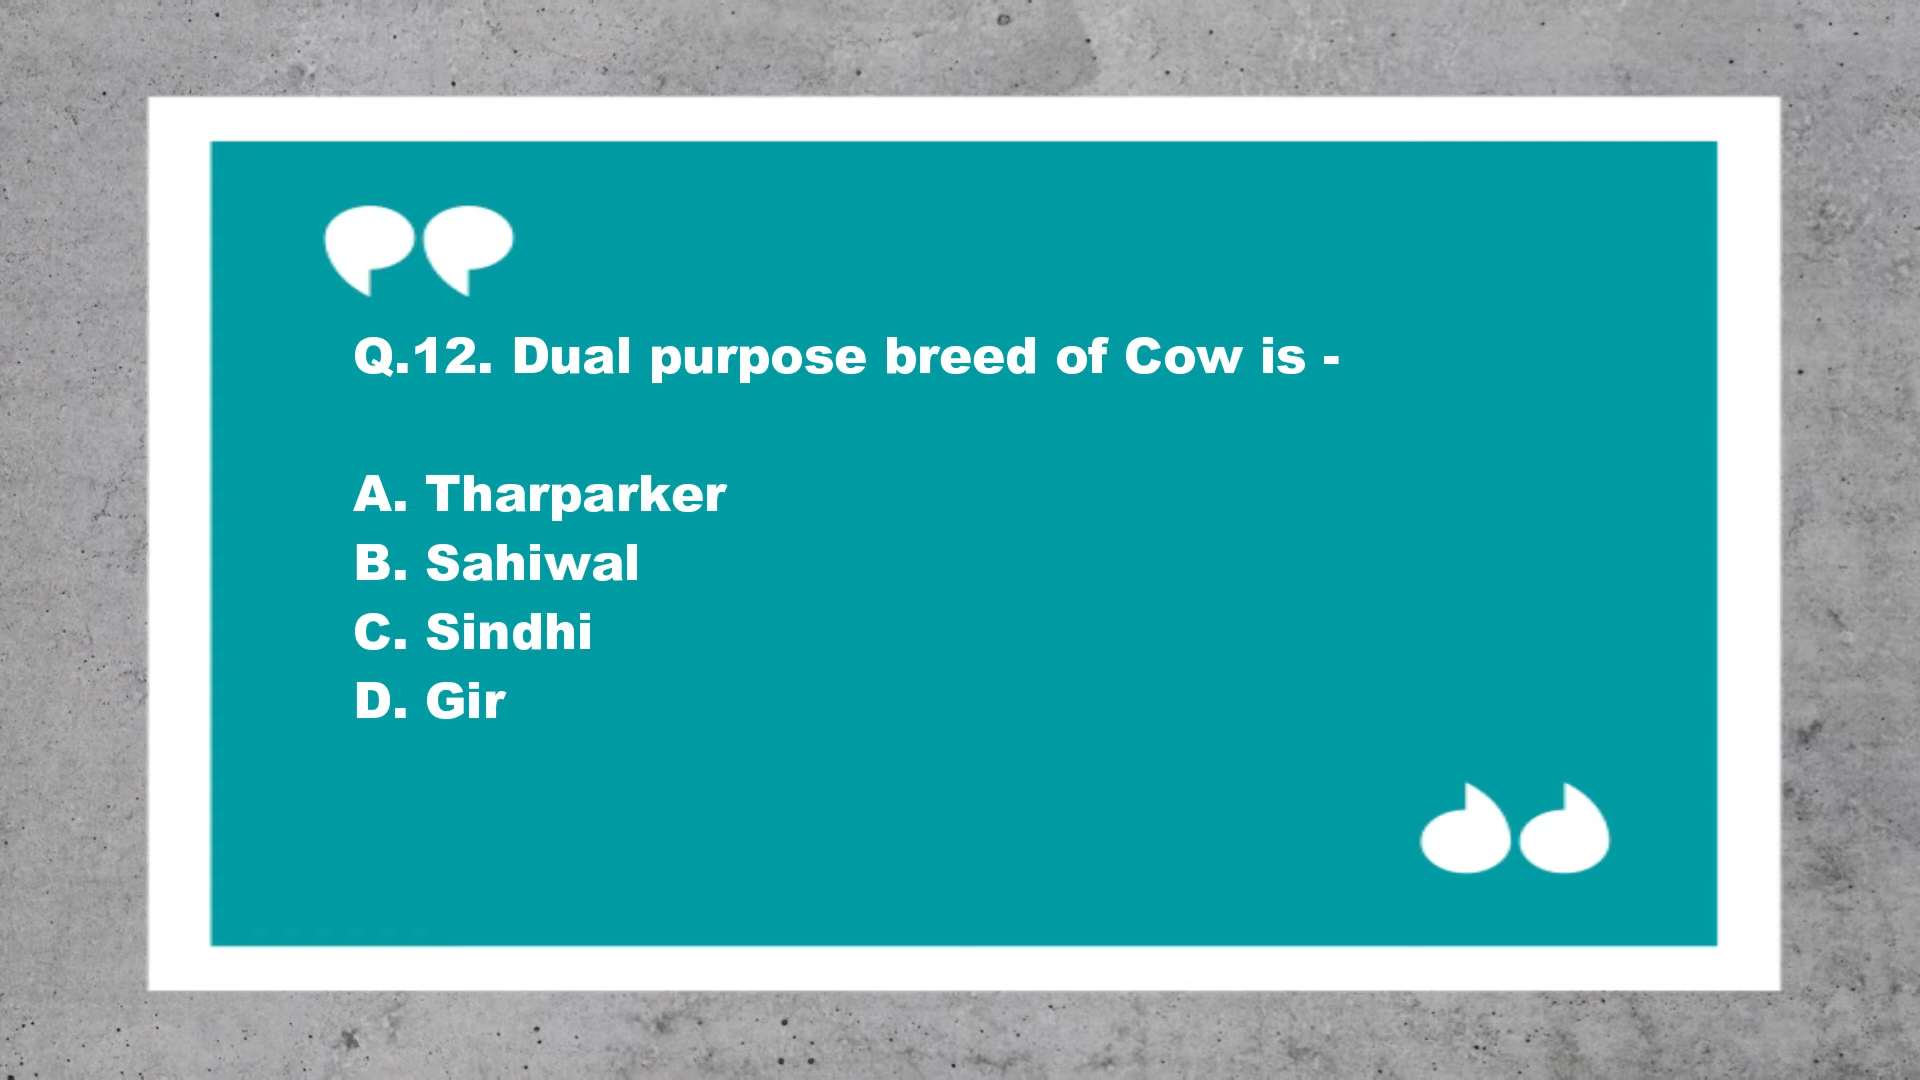 Q.12. Dual purpose breed of Cow is -
A. Tharparker
B. Sahiwal
C. Sindhi
D. Gir